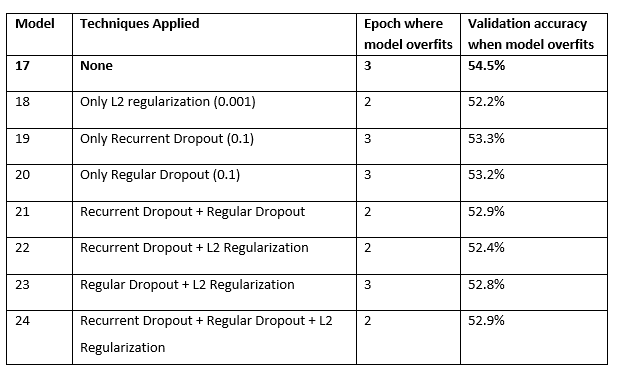 Model Techniques Applied Epoch where model overfits Validation accuracy when model overfits
17 None 3 54.5%
18 Only L2 regularization (0.001) 2 52.2%
19 Only Recurrent Dropout (0.1) 3 53.3%
20 Only Regular Dropout (0.1) 3 53.2%
21 Recurrent Dropout + Regular Dropout 2 52.9%
22 Recurrent Dropout + L2 Regularization 2 52.4%
23 Regular Dropout + L2 Regularization 3 52.8%
24 Recurrent Dropout + Regular Dropout + L2 Regularization 2 52.9%